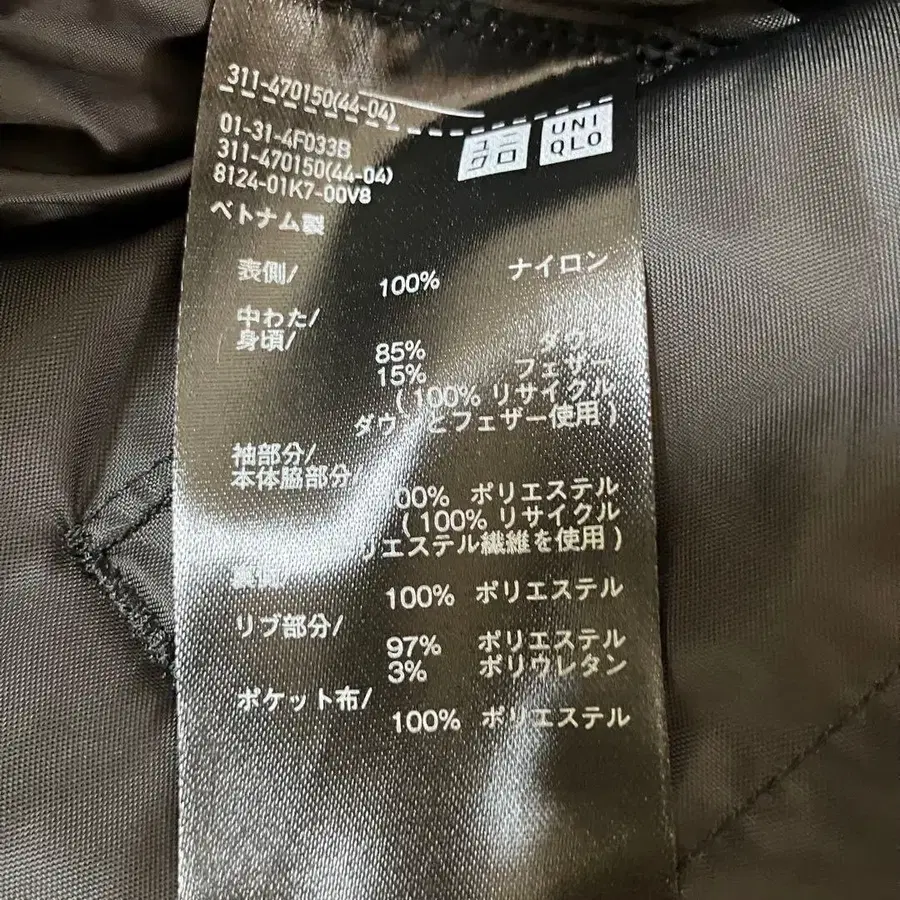 311-470150(44-04)
ユニ
クロ
UNI
QLO
01-31-4F033B
311-470150(44-04)
8124-01K7-00V8
ベトナム製
表側/
100% ナイロン
中わた/
身頃/
85%
15% フェザー
(100% リサイクル
ダウンとフェザー使用)
袖部分/
本体脇部分/
00% ポリエステル
(100% リサイクル
リエステル繊維を使用)
100% ポリエステル
リブ部分/
97% ポリエステル
3% ポリウレタン
ポケット布/
100% ポリエステル